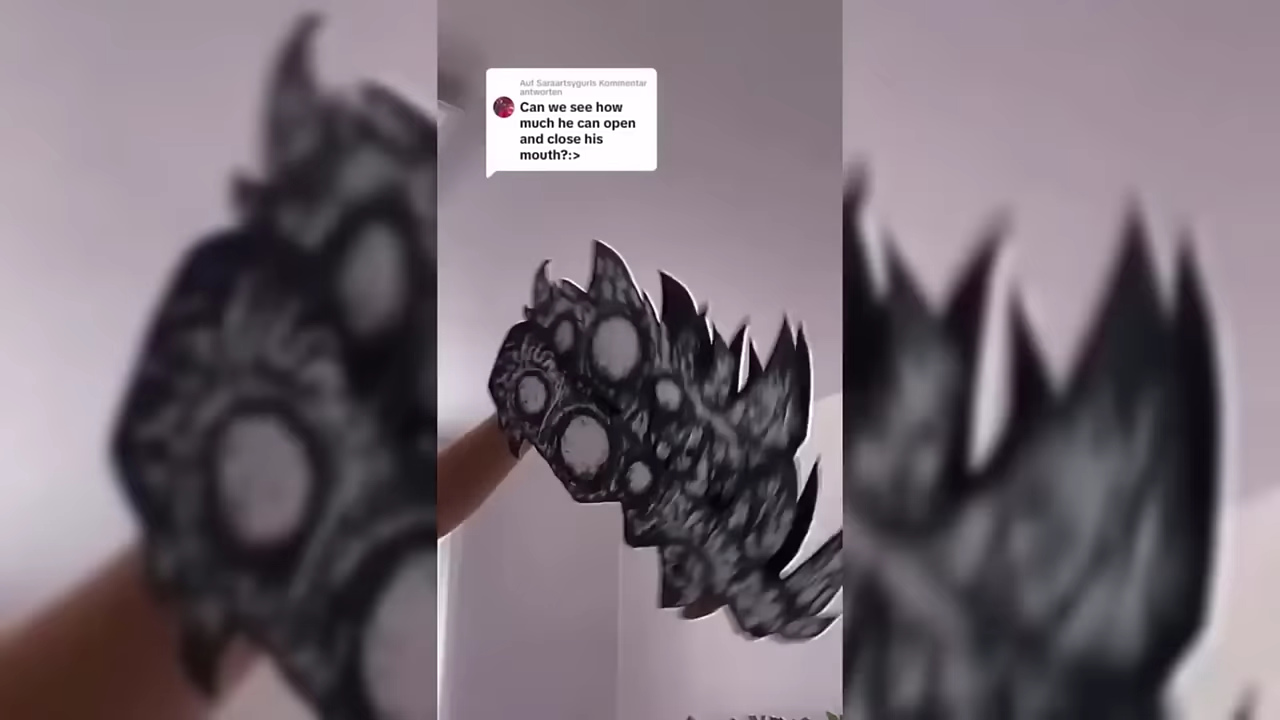 Auf Saraartsygurls Kommentar
antworten
Can we see how
much he can open
and close his
mouth?:>